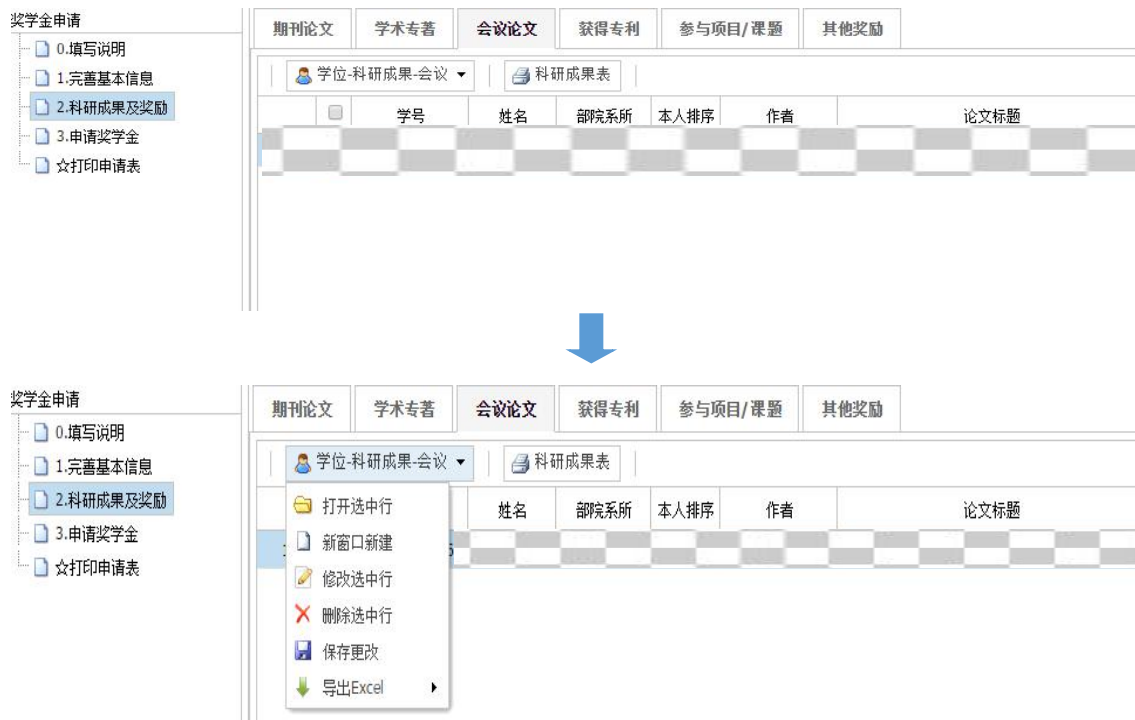 奖学金申请
0.填写说明
1.完善基本信息
2.科研成果及奖励
3.申请奖学金
☆打印申请表
期刊论文 学术专著 会议论文 获得专利 参与项目/课题 其他奖励
学位-科研成果-会议 科研成果表
学号 姓名 部院系所 本人排序 作者 论文标题
奖学金申请
0.填写说明
1.完善基本信息
2.科研成果及奖励
3.申请奖学金
☆打印申请表
期刊论文 学术专著 会议论文 获得专利 参与项目/课题 其他奖励
学位-科研成果-会议 科研成果表
姓名 部院系所 本人排序 作者 论文标题
打开选中行
新窗口新建
修改选中行
删除选中行
保存更改
导出Excel